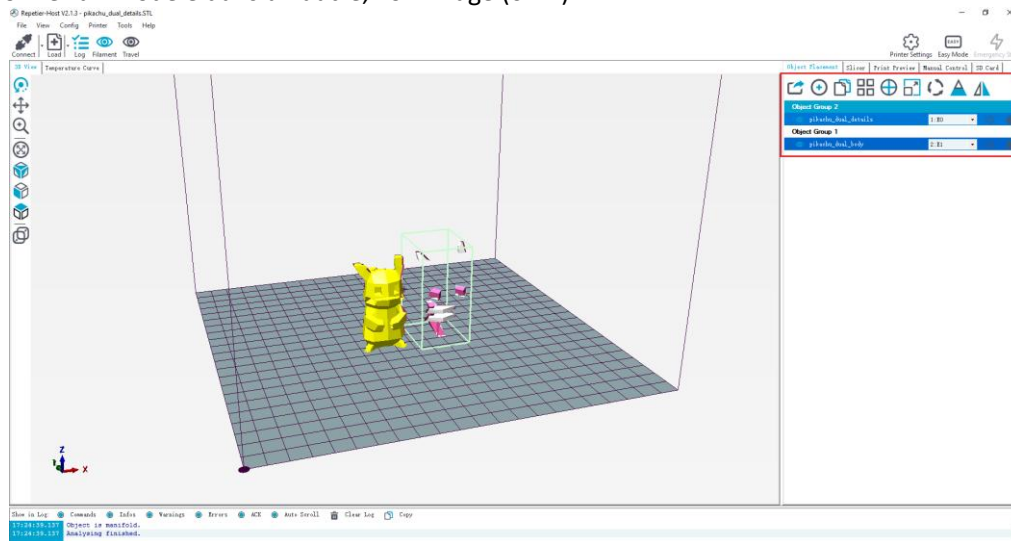 Repetier-Host V2.1.3 - pikachu_dual_details.STL
File View Config Printer Tools Help
Connect Load Log Filament Travel
Printer Settings Easy Mode Emergency
EASY
3D View Temperature Curve
Object Placement Slicer Print Preview Manual Control SD Card
Object Group 2
pikachu_dual_details 1:E0
Object Group 1
pikachu_dual_body 2:E1
Z
X
Show in Log: Commands Infos Warnings Errors ACK Auto Scroll Clear Log Copy
17:24:39.137 Object is manifold.
17:24:39.137 Analysing finished.